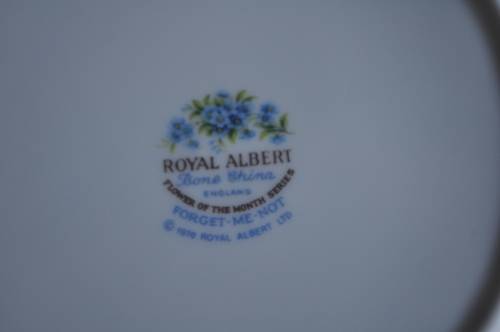 ROYAL ALBERT
Bone China
ENGLAND
FLOWER OF THE MONTH SERIES
FORGET-ME-NOT
© 1970 ROYAL ALBERT LTD